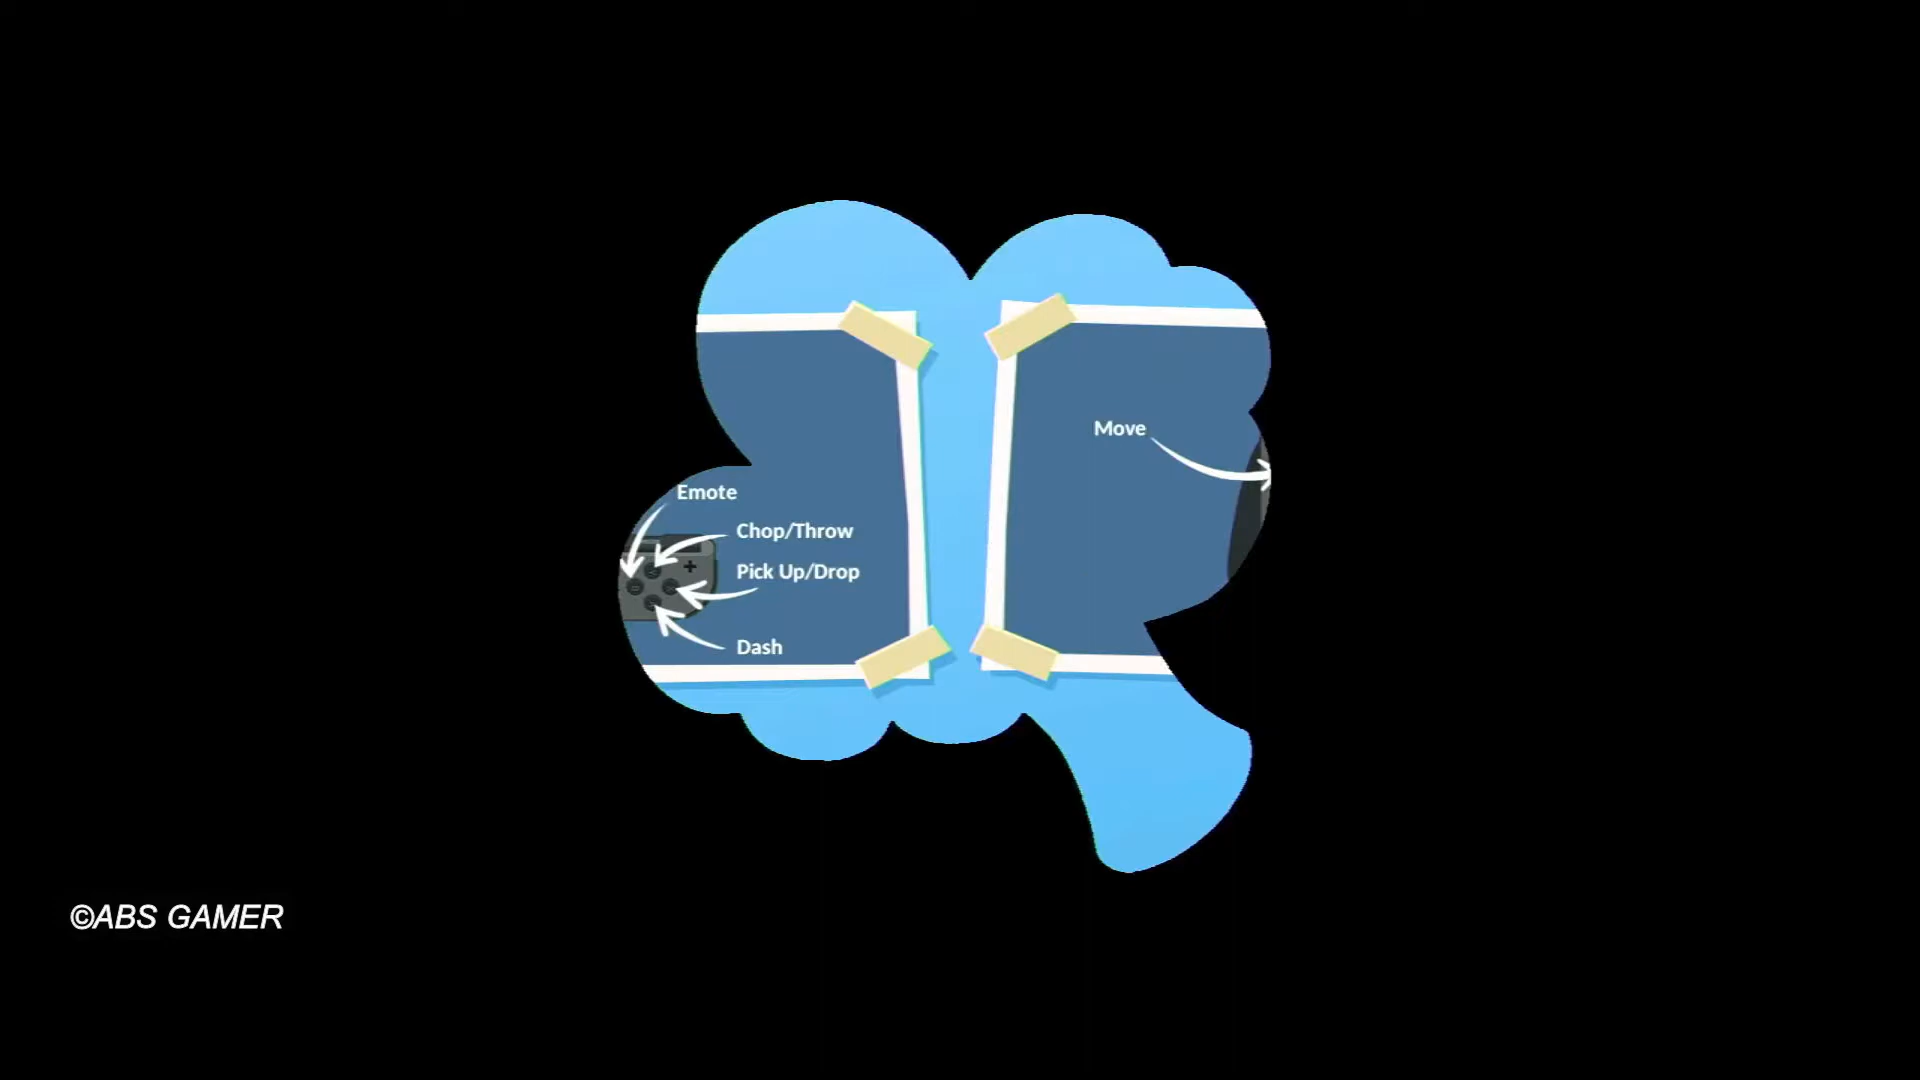 Emote
Chop/Throw
Pick Up/Drop
Dash
Move
©ABS GAMER